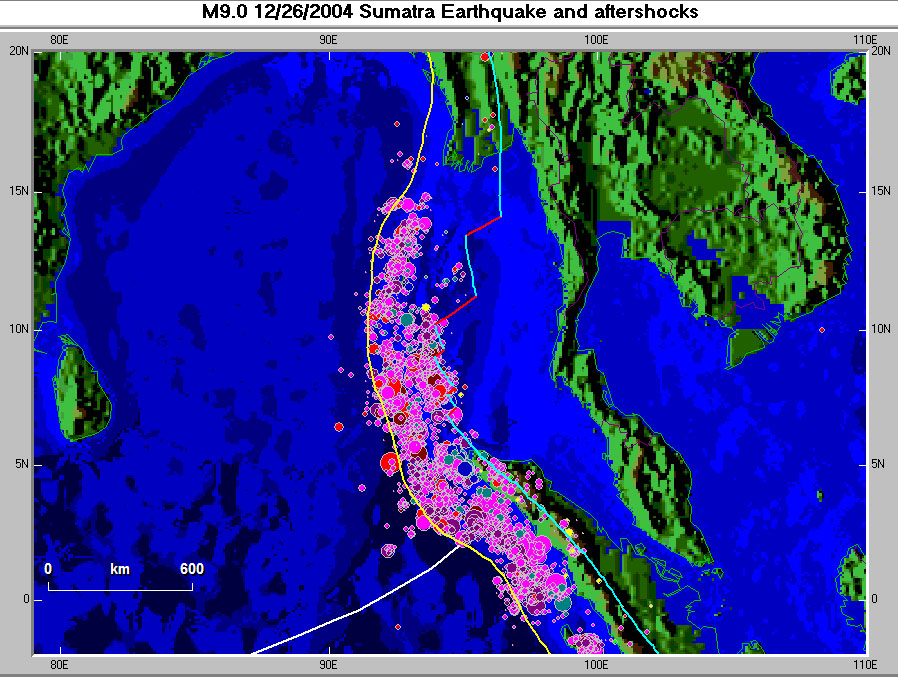 M9.0 12/26/2004 Sumatra Earthquake and aftershocks
80E 90E 100E 110E
20N 20N
15N 15N
10N 10N
5N 5N
0 km 600
0 0
80E 90E 100E 110E